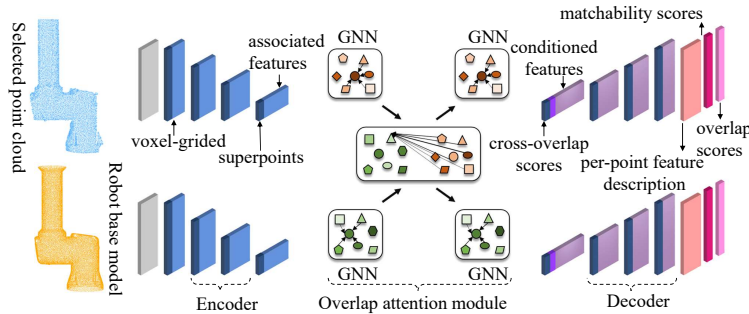 Selected point cloud
Robot base model
voxel-grided
associated features
superpoints
Encoder
GNN
GNN
GNN
GNN
Overlap attention module
matchability scores
conditioned features
cross-overlap scores
overlap scores
per-point feature description
Decoder